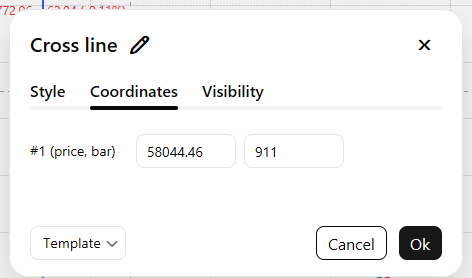 Cross line
Style Coordinates Visibility
#1 (price, bar) 58044.46 911
Template Cancel Ok